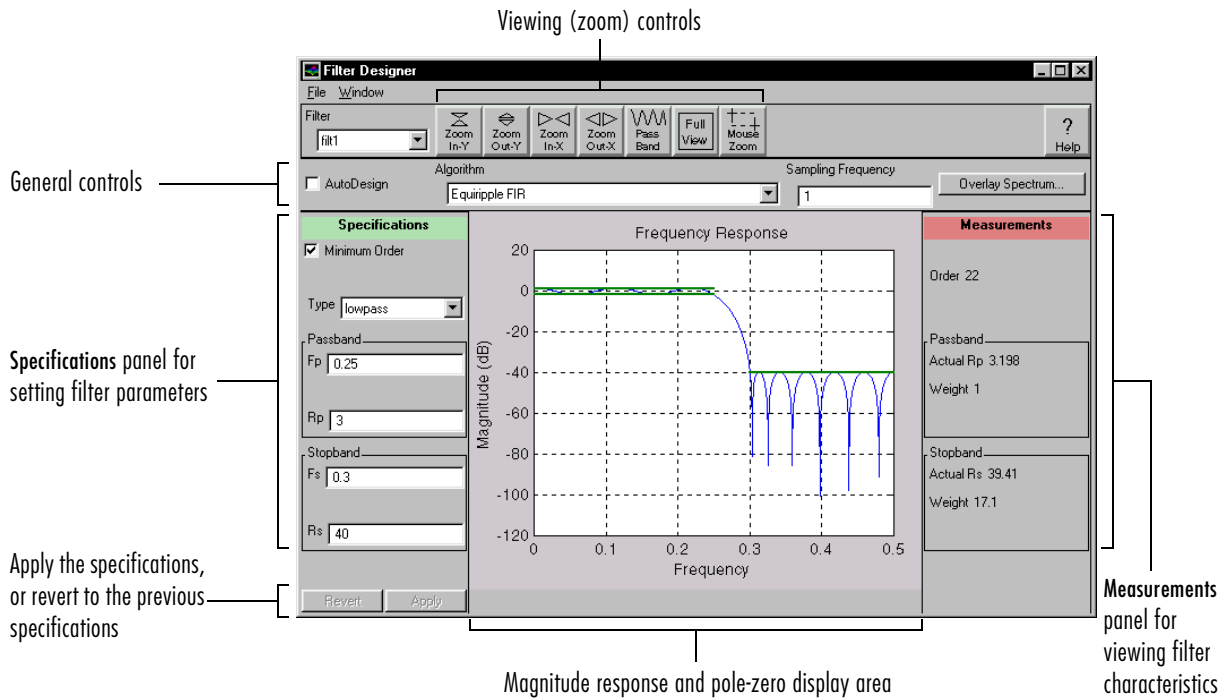 Viewing (zoom) controls
Filter Designer
File Window
Filter
filt1
Zoom In-Y
Zoom Out-Y
Zoom In-X
Zoom Out-X
Pass Band
Full View
Mouse Zoom
? Help
General controls
AutoDesign
Algorithm
Equiripple FIR
Sampling Frequency
1
Overlay Spectrum...
Specifications
Minimum Order
Type lowpass
Passband
Fp 0.25
Rp 3
Stopband
Fs 0.3
Rs 40
Revert Apply
Specifications panel for
setting filter parameters
Apply the specifications,
or revert to the previous
specifications
Frequency Response
Magnitude (dB)
20
0
-20
-40
-60
-80
-100
-120
0 0.1 0.2 0.3 0.4 0.5
Frequency
Measurements
Order 22
Passband
Actual Rp 3.198
Weight 1
Stopband
Actual Rs 39.41
Weight 17.1
Measurements
panel for
viewing filter
characteristics
Magnitude response and pole-zero display area